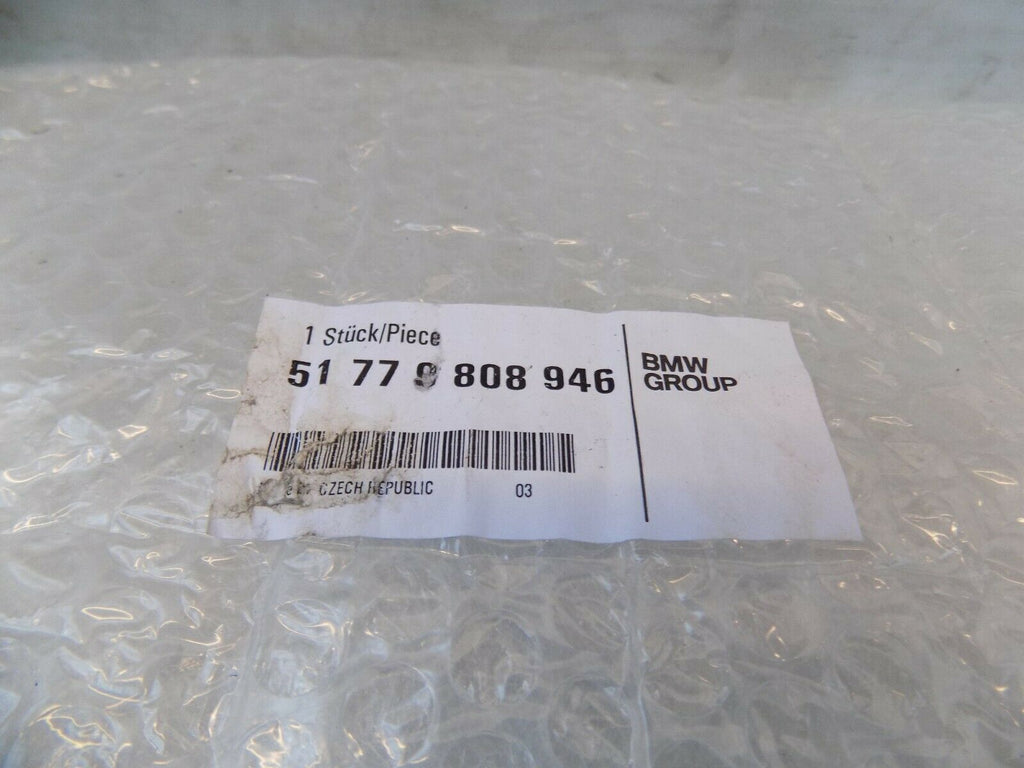 1 Stück/Piece
51 77 9 808 946
CZECH REPUBLIC 03
BMW
GROUP